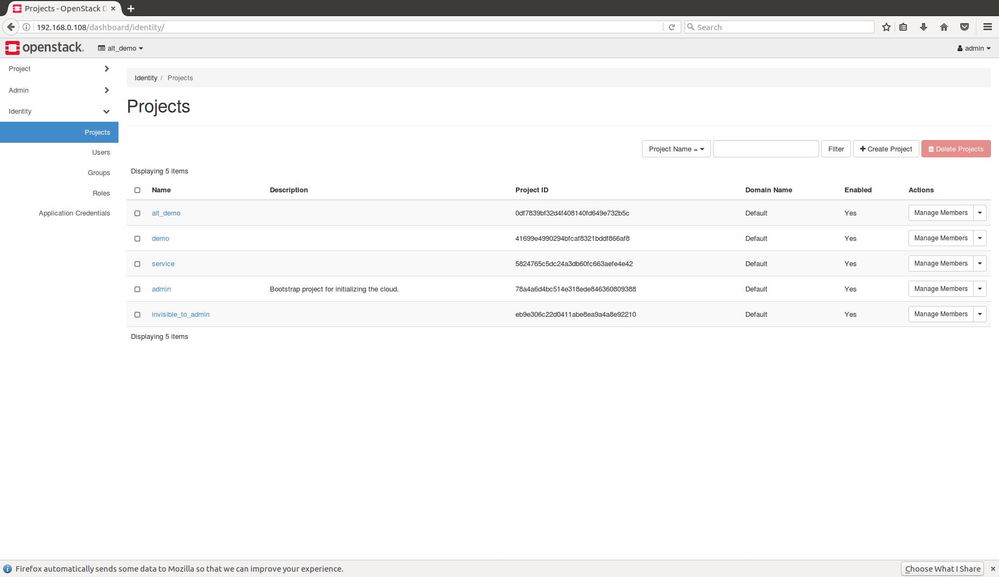 Projects - OpenStack D
192.168.0.108/dashboard/identity/
Search
openstack.
alt_demo
admin
Project
Admin
Identity
Projects
Users
Groups
Roles
Application Credentials
Identity / Projects
Projects
Project Name =
Filter
Create Project
Delete Projects
Displaying 5 items
Name Description Project ID Domain Name Enabled Actions
alt_demo 0df7839bf32d4f408140fd649e732b5c Default Yes Manage Members
demo 41699e4990294bfcaf8321bddf866af8 Default Yes Manage Members
service 5824765c5dc24a3db60fc663aefe4e42 Default Yes Manage Members
admin Bootstrap project for initializing the cloud. 78a4a6d4bc514e318ede846360809388 Default Yes Manage Members
invisible_to_admin eb9e306c22d0411abe8ea9a4a8e92210 Default Yes Manage Members
Displaying 5 items
Firefox automatically sends some data to Mozilla so that we can improve your experience.
Choose What I Share